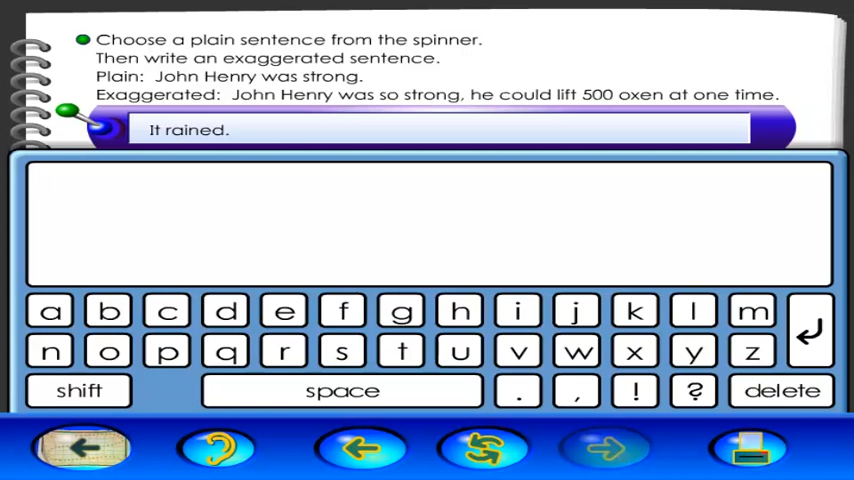 Choose a plain sentence from the spinner.
Then write an exaggerated sentence.
Plain: John Henry was strong.
Exaggerated: John Henry was so strong, he could lift 500 oxen at one time.
It rained.
a b c d e f g h i j k l m
n o p q r s t u v w x y z
shift space . , ! ? delete